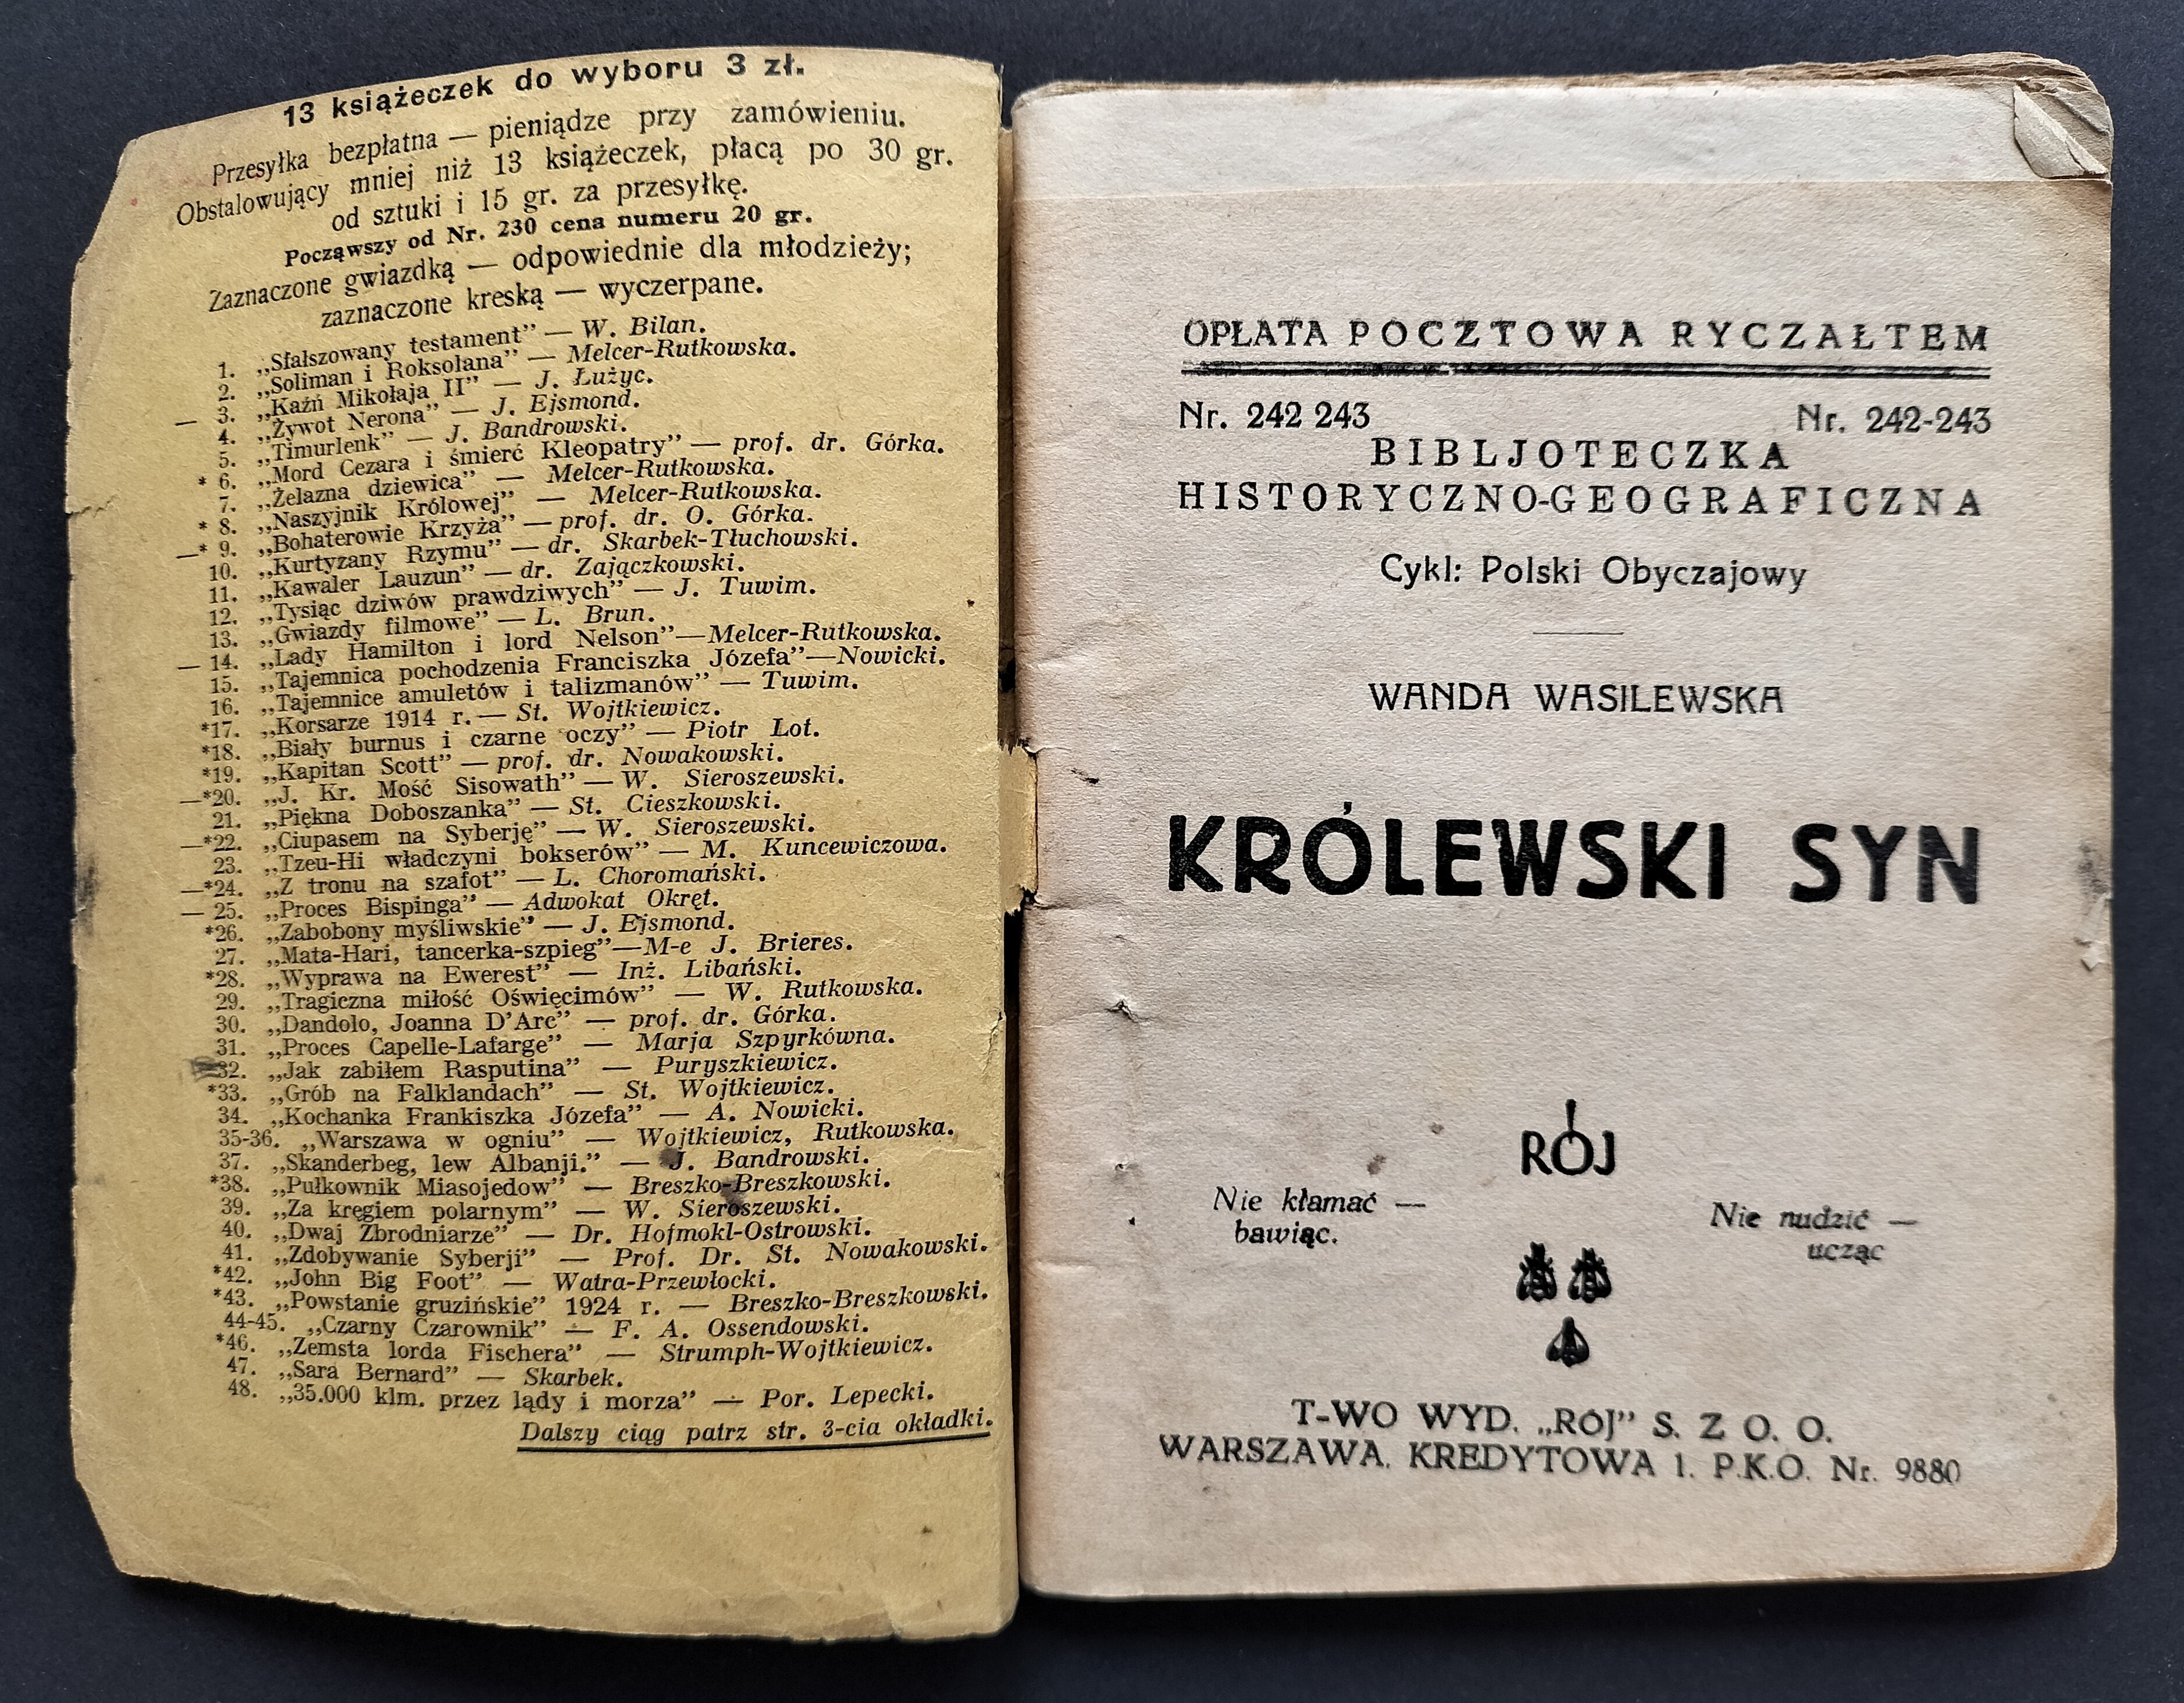 13 książeczek do wyboru 3 zł.
Przesyłka bezpłatna — pieniądze przy zamówieniu.
Obstalowujący mniej niż 13 książeczek, płacą po 30 gr.
od sztuki i 15 gr. za przesyłkę.
Począwszy od Nr. 230 cena numeru 20 gr.
Zaznaczone gwiazdką — odpowiednie dla młodzieży;
zaznaczone kreską — wyczerpane.
1. „Sfałszowany testament” — W. Bilan.
2. „Soliman i Roksolana” — Melcer-Rutkowska.
— 3. „Kaźń Mikołaja II” — J. Łużyc.
4. „Żywot Nerona” — J. Ejsmond.
5. „Timurlenk” — J. Bandrowski.
* 6. „Mord Cezara i śmierć Kleopatry” — prof. dr. Górka.
7. „Żelazna dziewica” — Melcer-Rutkowska.
* 8. „Naszyjnik Królowej” — Melcer-Rutkowska.
—* 9. „Bohaterowie Krzyża” — prof. dr. O. Górka.
10. „Kurtyzany Rzymu” — dr. Skarbek-Tłuchowski.
11. „Kawaler Lauzun” — dr. Zajączkowski.
12. „Tysiąc dziwów prawdziwych” — J. Tuwim.
13. „Gwiazdy filmowe” — L. Brun.
— 14. „Lady Hamilton i lord Nelson”—Melcer-Rutkowska.
15. „Tajemnica pochodzenia Franciszka Józefa”—Nowicki.
16. „Tajemnice amuletów i talizmanów” — Tuwim.
*17. „Korsarze 1914 r. — St. Wojtkiewicz.
*18. „Biały burnus i czarne oczy” — Piotr Lot.
*19. „Kapitan Scott” — prof. dr. Nowakowski.
—*20. „J. Kr. Mość Sisowath” — W. Sieroszewski.
21. „Piękna Doboszanka” — St. Cieszkowski.
—*22. „Ciupasem na Syberję” — W. Sieroszewski.
23. „Tzeu-Hi władczyni bokserów” — M. Kuncewiczowa.
—*24. „Z tronu na szafot” — L. Choromański.
— 25. „Proces Bispinga” — Adwokat Okręt.
*26. „Zabobony myśliwskie” — J. Ejsmond.
27. „Mata-Hari, tancerka-szpieg”—M-e J. Brieres.
*28. „Wyprawa na Ewerest” — Inż. Libański.
29. „Tragiczna miłość Oświęcimów” — W. Rutkowska.
30. „Dandolo, Joanna D’Arc” — prof. dr. Górka.
31. „Proces Capelle-Lafarge” — Marja Szpyrkówna.
32. „Jak zabiłem Rasputina” — Puryszkiewicz.
*33. „Grób na Falklandach” — St. Wojtkiewicz.
34. „Kochanka Frankiszka Józefa” — A. Nowicki.
35-36. „Warszawa w ogniu” — Wojtkiewicz, Rutkowska.
37. „Skanderbeg, lew Albanji.” — J. Bandrowski.
*38. „Pułkownik Miasojedow” — Breszko-Breszkowski.
39. „Za kręgiem polarnym” — W. Sieroszewski.
40. „Dwaj Zbrodniarze” — Dr. Hofmokl-Ostrowski.
41. „Zdobywanie Syberji” — Prof. Dr. St. Nowakowski.
*42. „John Big Foot” — Watra-Przewłocki.
*43. „Powstanie gruzińskie” 1924 r. — Breszko-Breszkowski.
44-45. „Czarny Czarownik” — F. A. Ossendowski.
*46. „Zemsta lorda Fischera” — Strumph-Wojtkiewicz.
47. „Sara Bernard” — Skarbek.
48. „35.000 klm. przez lądy i morza” — Por. Lepecki.
Dalszy ciąg patrz str. 3-cia okładki.
OPŁATA POCZTOWA RYCZAŁTEM
Nr. 242 243 Nr. 242-243
BIBLJOTECZKA
HISTORYCZNO-GEOGRAFICZNA
Cykl: Polski Obyczajowy
WANDA WASILEWSKA
KRÓLEWSKI SYN
RÓJ
Nie kłamać —
bawiąc.
Nie nudzić —
ucząc
T-WO WYD. „RÓJ” S. Z O. O.
WARSZAWA. KREDYTOWA 1. P.K.O. Nr. 9880